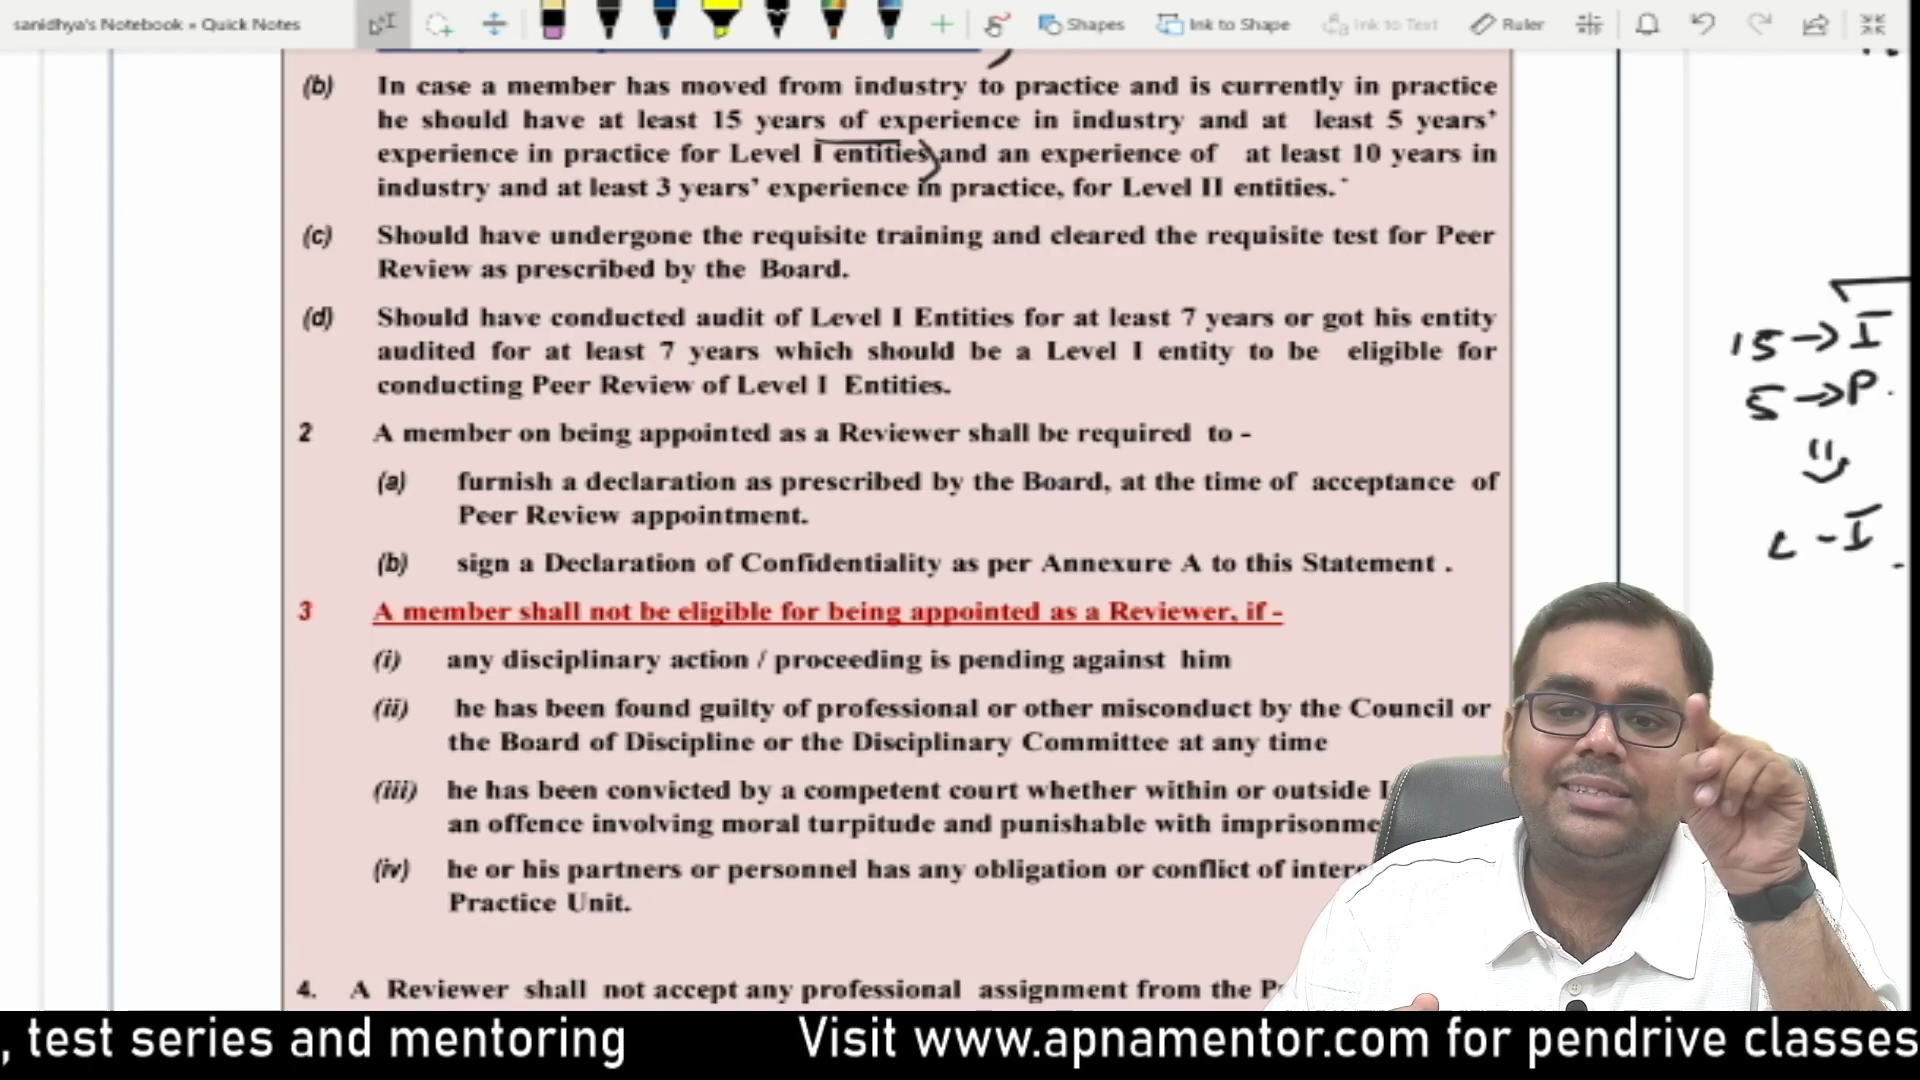 sanidhya's Notebook » Quick Notes
Shapes
Ink to Shape
Ink to Text
Ruler
(b) In case a member has moved from industry to practice and is currently in practice
he should have at least 15 years of experience in industry and at least 5 years’
experience in practice for Level I entities and an experience of at least 10 years in
industry and at least 3 years’ experience in practice, for Level II entities.
(c) Should have undergone the requisite training and cleared the requisite test for Peer
Review as prescribed by the Board.
(d) Should have conducted audit of Level I Entities for at least 7 years or got his entity
audited for at least 7 years which should be a Level I entity to be eligible for
conducting Peer Review of Level I Entities.
2 A member on being appointed as a Reviewer shall be required to -
(a) furnish a declaration as prescribed by the Board, at the time of acceptance of
Peer Review appointment.
(b) sign a Declaration of Confidentiality as per Annexure A to this Statement .
3 A member shall not be eligible for being appointed as a Reviewer, if -
(i) any disciplinary action / proceeding is pending against him
(ii) he has been found guilty of professional or other misconduct by the Council or
the Board of Discipline or the Disciplinary Committee at any time
(iii) he has been convicted by a competent court whether within or outside
an offence involving moral turpitude and punishable with
(iv) he or his partners or personnel has any obligation or conflict of
Practice Unit.
4. A Reviewer shall not accept any professional assignment from the
15 → I
5 → P.
L - I
, test series and mentoring
Visit www.apnamentor.com for pendrive classes